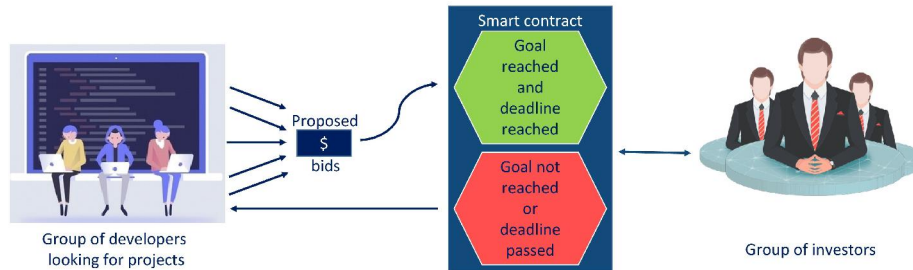 Smart contract
Goal
reached
and
deadline
reached
Proposed
$
bids
Goal not
reached
or
deadline
passed
Group of developers
looking for projects
Group of investors